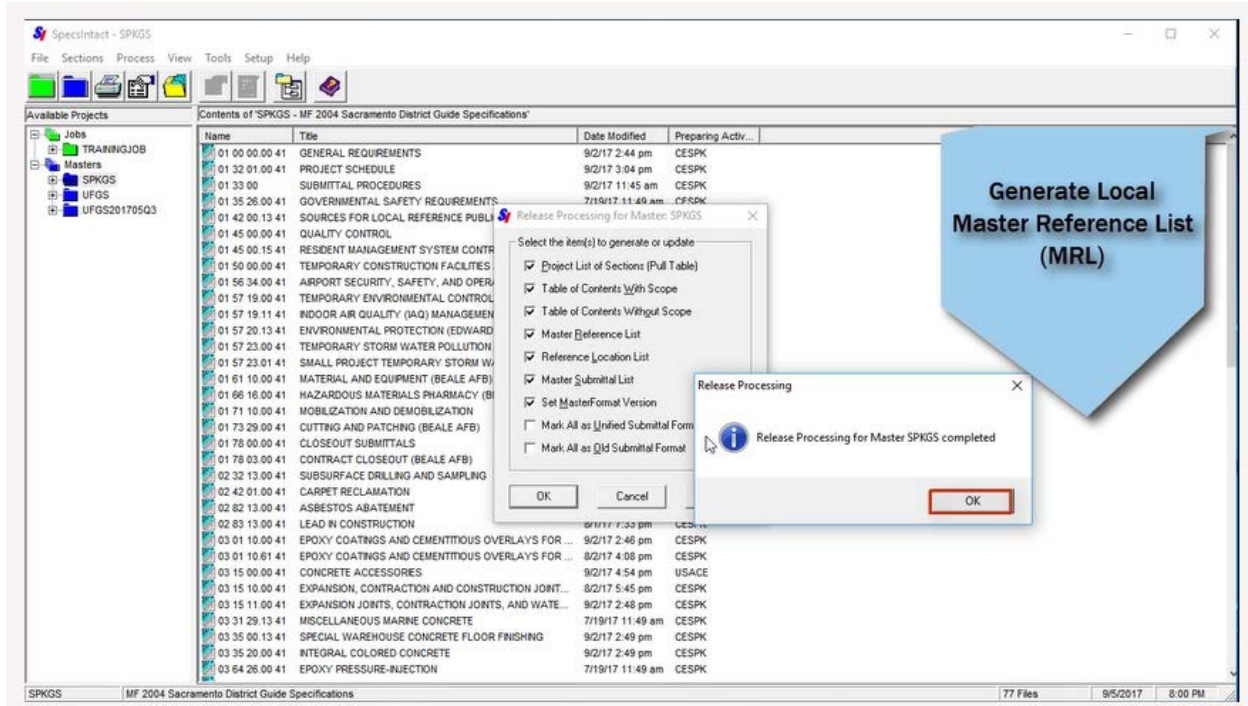 SpecsIntact - SPKGS
File Sections Process View Tools Setup Help
Available Projects
Contents of 'SPKGS - MF 2004 Sacramento District Guide Specifications'
Jobs
TRAININGJOB
Masters
SPKGS
UFGS
UFGS201705Q3
Name Title Date Modified Preparing Activ...
01 00 00.00 41 GENERAL REQUIREMENTS 9/2/17 2:44 pm CESPK
01 32 01.00 41 PROJECT SCHEDULE 9/2/17 3:04 pm CESPK
01 33 00 SUBMITTAL PROCEDURES 9/2/17 11:45 am CESPK
01 35 26.00 41 GOVERNMENTAL SAFETY REQUIREMENTS 7/19/17 11:49 am CESPK
01 42 00.13 41 SOURCES FOR LOCAL REFERENCE PUBLI
01 45 00.00 41 QUALITY CONTROL
01 45 00.15 41 RESIDENT MANAGEMENT SYSTEM CONTR
01 50 00.00 41 TEMPORARY CONSTRUCTION FACILITIES
01 56 34.00 41 AIRPORT SECURITY, SAFETY, AND OPER
01 57 19.00 41 TEMPORARY ENVIRONMENTAL CONTROL
01 57 19.11 41 INDOOR AIR QUALITY (IAQ) MANAGEMEN
01 57 20.13 41 ENVIRONMENTAL PROTECTION (EDWARD
01 57 23.00 41 TEMPORARY STORM WATER POLLUTION
01 57 23.01 41 SMALL PROJECT TEMPORARY STORM W
01 61 10.00 41 MATERIAL AND EQUIPMENT (BEALE AFB)
01 66 16.00 41 HAZARDOUS MATERIALS PHARMACY (B
01 71 10.00 41 MOBILIZATION AND DEMOBILIZATION
01 73 29.00 41 CUTTING AND PATCHING (BEALE AFB)
01 78 00.00 41 CLOSEOUT SUBMITTALS
01 78 03.00 41 CONTRACT CLOSEOUT (BEALE AFB)
02 32 13.00 41 SUBSURFACE DRILLING AND SAMPLING
02 42 01.00 41 CARPET RECLAMATION
02 82 13.00 41 ASBESTOS ABATEMENT
02 83 13.00 41 LEAD IN CONSTRUCTION 8/1/17 7:33 pm CESPK
03 01 10.00 41 EPOXY COATINGS AND CEMENTITIOUS OVERLAYS FOR ... 9/2/17 2:46 pm CESPK
03 01 10.61 41 EPOXY COATINGS AND CEMENTITIOUS OVERLAYS FOR ... 8/2/17 4:08 pm CESPK
03 15 00.00 41 CONCRETE ACCESSORIES 9/2/17 4:54 pm USACE
03 15 10.00 41 EXPANSION, CONTRACTION AND CONSTRUCTION JOINT... 8/2/17 5:45 pm CESPK
03 15 11.00 41 EXPANSION JOINTS, CONTRACTION JOINTS, AND WATE... 9/2/17 2:48 pm CESPK
03 31 29.13 41 MISCELLANEOUS MARINE CONCRETE 7/19/17 11:49 am CESPK
03 35 00.13 41 SPECIAL WAREHOUSE CONCRETE FLOOR FINISHING 9/2/17 2:49 pm CESPK
03 35 20.00 41 INTEGRAL COLORED CONCRETE 9/2/17 2:49 pm CESPK
03 64 26.00 41 EPOXY PRESSURE-INJECTION 7/19/17 11:49 am CESPK
Release Processing for Master: SPKGS
Select the item(s) to generate or update
Project List of Sections (Pull Table)
Table of Contents With Scope
Table of Contents Without Scope
Master Reference List
Reference Location List
Master Submittal List
Set MasterFormat Version
Mark All as Unified Submittal Form
Mark All as Old Submittal Format
OK Cancel
Release Processing
Release Processing for Master SPKGS completed
OK
Generate Local
Master Reference List
(MRL)
SPKGS MF 2004 Sacramento District Guide Specifications 77 Files 9/5/2017 8:00 PM